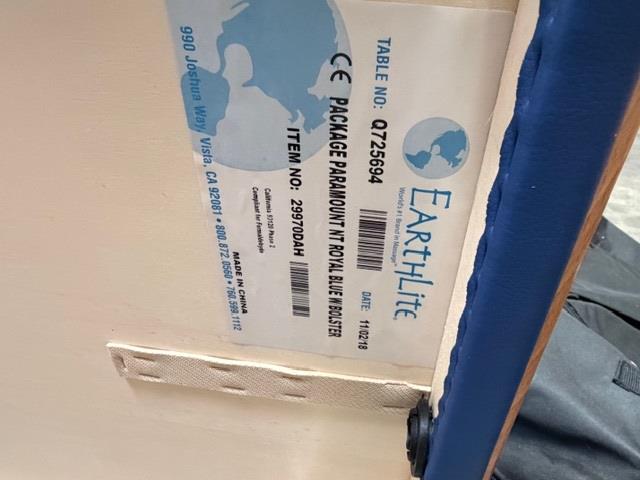 EARTHLITE®
World's #1 Brand in Massage™
TABLE NO: Q725694
DATE: 11/02/18
CE PACKAGE PARAMOUNT NT ROYAL BLUE W/BOLSTER
ITEM NO: 29970DAH
California 93120 Phase 2
Compliant for Formaldehyde
MADE IN CHINA
990 Joshua Way, Vista, CA 92081 • 800.872.0560 • 760.599.1112